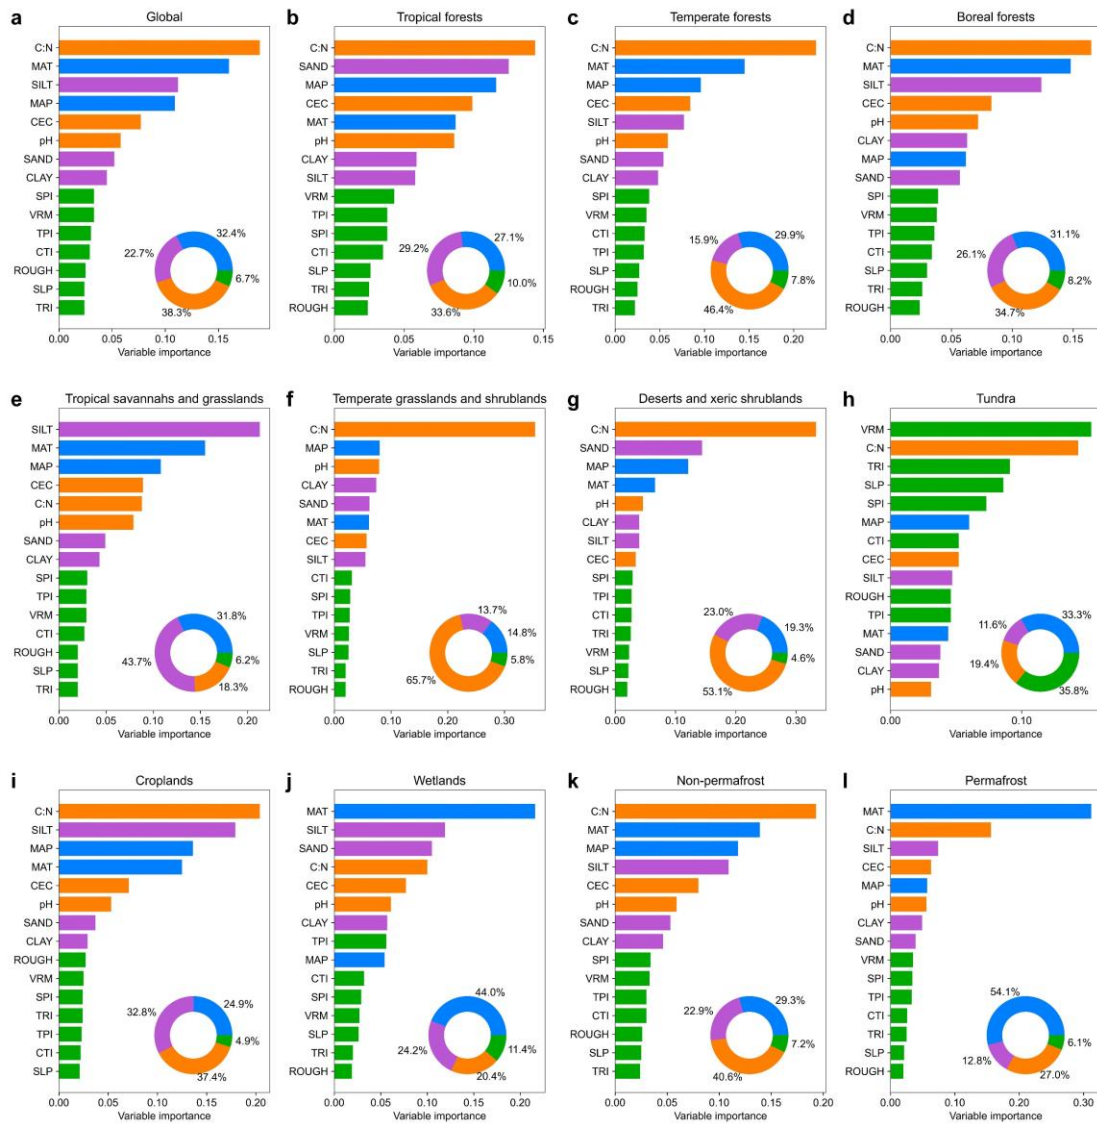 a Global
C:N
MAT
SILT
MAP
CEC
pH
SAND
CLAY
SPI
VRM
TPI
CTI
ROUGH
SLP
TRI
32.4%
22.7%
6.7%
38.3%
0.00 0.05 0.10 0.15
Variable importance
b Tropical forests
C:N
SAND
MAP
CEC
MAT
pH
CLAY
SILT
VRM
TPI
SPI
CTI
SLP
TRI
ROUGH
27.1%
29.2%
10.0%
33.6%
0.00 0.05 0.10 0.15
Variable importance
c Temperate forests
C:N
MAT
MAP
CEC
SILT
pH
SAND
CLAY
SPI
VRM
CTI
TPI
SLP
ROUGH
TRI
15.9%
29.9%
7.8%
46.4%
0.00 0.05 0.10 0.15 0.20
Variable importance
d Boreal forests
C:N
MAT
SILT
CEC
pH
CLAY
MAP
SAND
SPI
VRM
TPI
CTI
SLP
TRI
ROUGH
31.1%
26.1%
8.2%
34.7%
0.00 0.05 0.10 0.15
Variable importance
e Tropical savannahs and grasslands
SILT
MAT
MAP
CEC
C:N
pH
SAND
CLAY
SPI
TPI
VRM
CTI
ROUGH
SLP
TRI
31.8%
43.7%
6.2%
18.3%
0.00 0.05 0.10 0.15 0.20
Variable importance
f Temperate grasslands and shrublands
C:N
MAP
pH
CLAY
SAND
MAT
CEC
SILT
CTI
SPI
TPI
VRM
SLP
TRI
ROUGH
13.7%
14.8%
5.8%
65.7%
0.00 0.10 0.20 0.30
Variable importance
g Deserts and xeric shrublands
C:N
SAND
MAP
MAT
pH
CLAY
SILT
CEC
SPI
TPI
CTI
TRI
VRM
SLP
ROUGH
23.0%
19.3%
4.6%
53.1%
0.00 0.10 0.20 0.30
Variable importance
h Tundra
VRM
C:N
TRI
SLP
SPI
MAP
CTI
CEC
SILT
ROUGH
TPI
MAT
SAND
CLAY
pH
33.3%
11.6%
19.4%
35.8%
0.00 0.10
Variable importance
i Croplands
C:N
SILT
MAP
MAT
CEC
pH
SAND
CLAY
ROUGH
VRM
SPI
TRI
TPI
CTI
SLP
24.9%
32.8%
4.9%
37.4%
0.00 0.05 0.10 0.15 0.20
Variable importance
j Wetlands
MAT
SILT
SAND
C:N
CEC
pH
CLAY
TPI
MAP
CTI
SPI
VRM
SLP
TRI
ROUGH
44.0%
24.2%
11.4%
20.4%
0.00 0.05 0.10 0.15 0.20
Variable importance
k Non-permafrost
C:N
MAT
MAP
SILT
CEC
pH
SAND
CLAY
SPI
VRM
TPI
CTI
ROUGH
SLP
TRI
29.3%
22.9%
7.2%
40.6%
0.00 0.05 0.10 0.15 0.20
Variable importance
l Permafrost
MAT
C:N
SILT
CEC
MAP
pH
CLAY
SAND
VRM
SPI
TPI
CTI
TRI
SLP
ROUGH
54.1%
12.8%
6.1%
27.0%
0.00 0.10 0.20 0.30
Variable importance